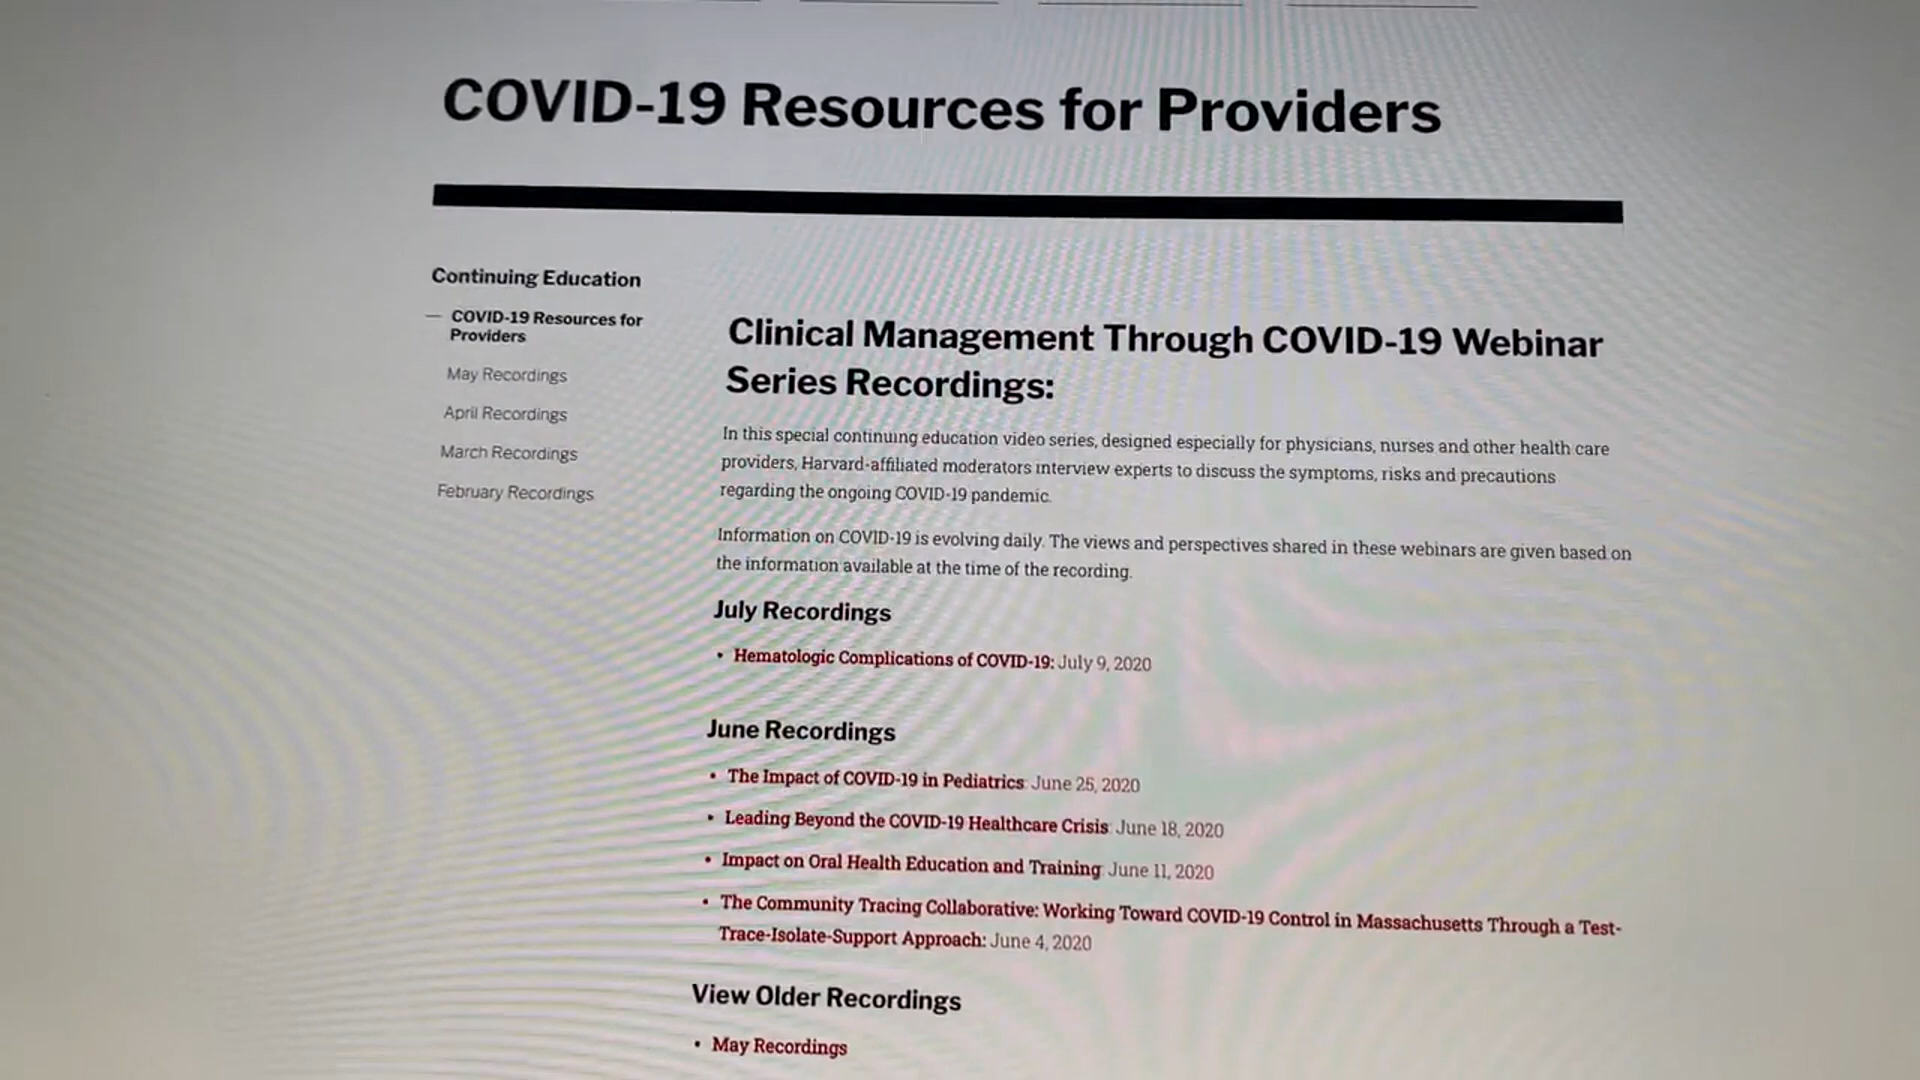 COVID-19 Resources for Providers
Continuing Education
— COVID-19 Resources for
Providers
May Recordings
April Recordings
March Recordings
February Recordings
Clinical Management Through COVID-19 Webinar
Series Recordings:
In this special continuing education video series, designed especially for physicians, nurses and other health care
providers, Harvard-affiliated moderators interview experts to discuss the symptoms, risks and precautions
regarding the ongoing COVID-19 pandemic.
Information on COVID-19 is evolving daily. The views and perspectives shared in these webinars are given based on
the information available at the time of the recording.
July Recordings
• Hematologic Complications of COVID-19: July 9, 2020
June Recordings
• The Impact of COVID-19 in Pediatrics: June 25, 2020
• Leading Beyond the COVID-19 Healthcare Crisis: June 18, 2020
• Impact on Oral Health Education and Training: June 11, 2020
• The Community Tracing Collaborative: Working Toward COVID-19 Control in Massachusetts Through a Test-
Trace-Isolate-Support Approach: June 4, 2020
View Older Recordings
• May Recordings